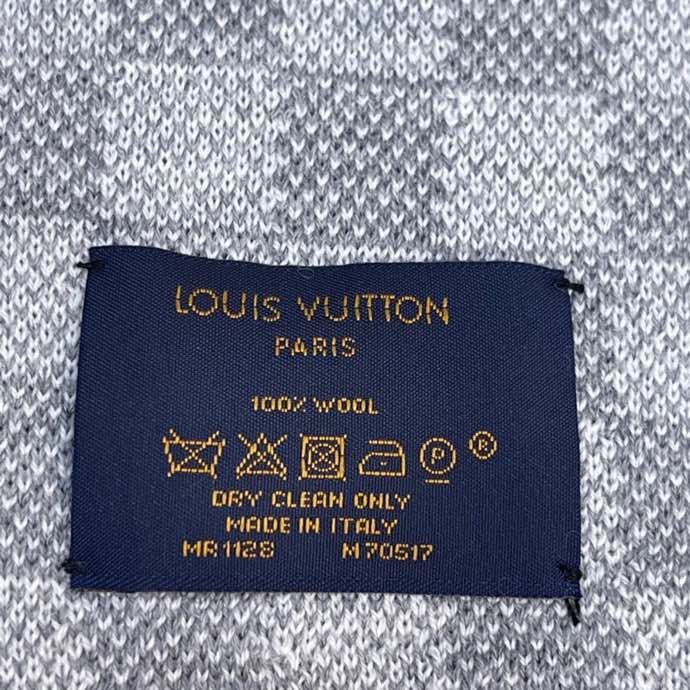 LOUIS VUITTON
PARIS
100% WOOL
P ®
DRY CLEAN ONLY
MADE IN ITALY
MR1128 M70517